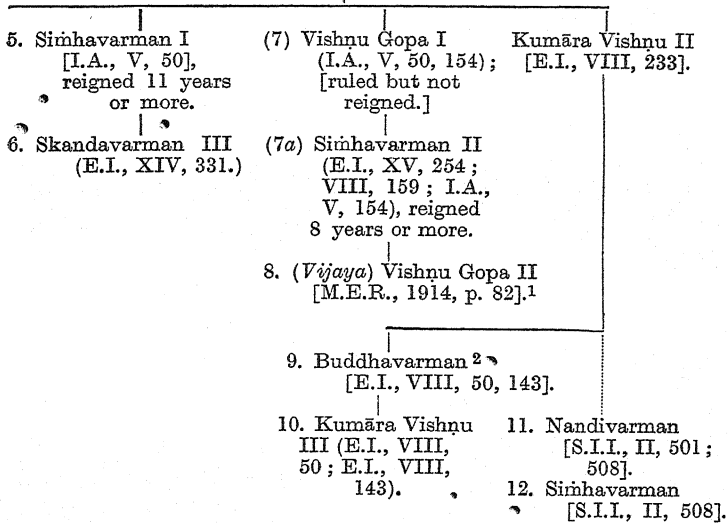 5. Siṁhavarman I
[I.A., V, 50],
reigned 11 years
or more.
6. Skandavarman III
(E.I., XIV, 331.)
(7) Vishṇu Gopa I
(I.A., V, 50, 154);
[ruled but not
reigned.]
(7a) Siṁhavarman II
(E.I., XV, 254;
VIII, 159; I.A.,
V, 154), reigned
8 years or more.
8. (Vijaya) Vishṇu Gopa II
[M.E.R., 1914, p. 82].1
Kumāra Vishṇu II
[E.I., VIII, 233].
9. Buddhavarman 2
[E.I., VIII, 50, 143].
10. Kumāra Vishṇu
III (E.I., VIII,
50; E.I., VIII,
143).
11. Nandivarman
[S.I.I., II, 501;
508].
12. Siṁhavarman
[S.I.I., II, 508].